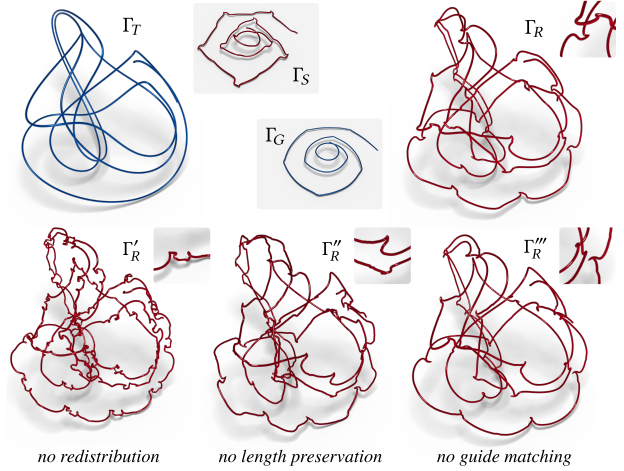 Γ_T
Γ_S
Γ_G
Γ_R
Γ′_R
Γ″_R
Γ‴_R
no redistribution
no length preservation
no guide matching